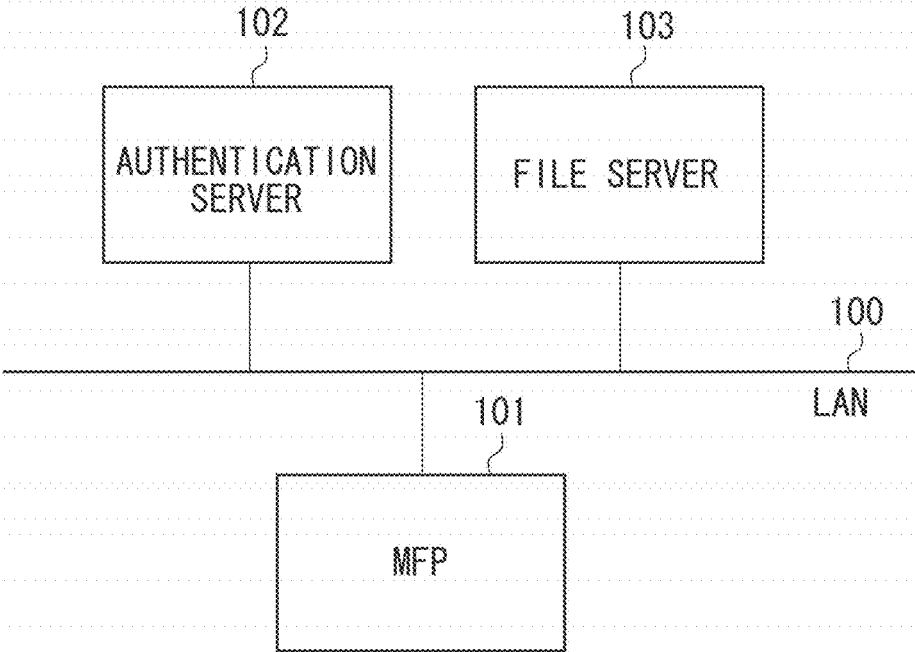 102
103
AUTHENTICATION
SERVER
FILE SERVER
100
LAN
101
MFP